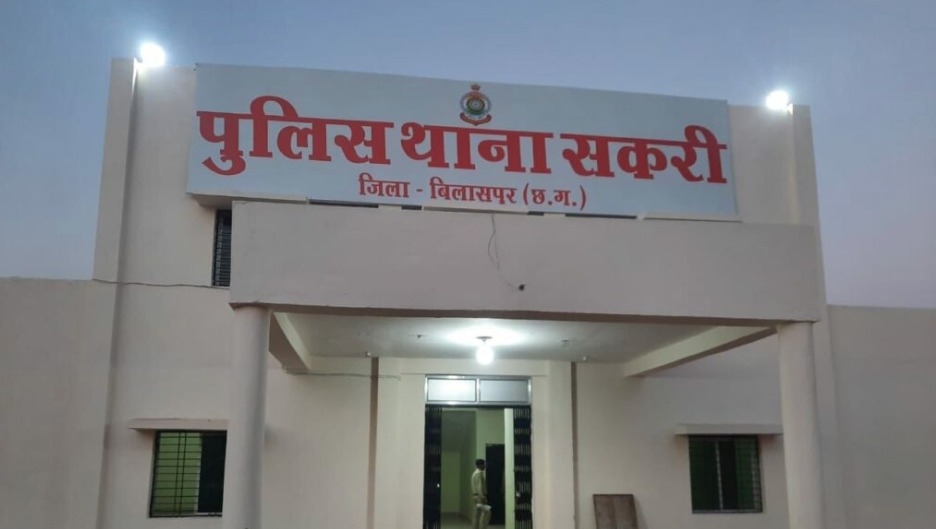 पुलिस थाना सकरी
जिला - बिलासपुर (छ.ग.)